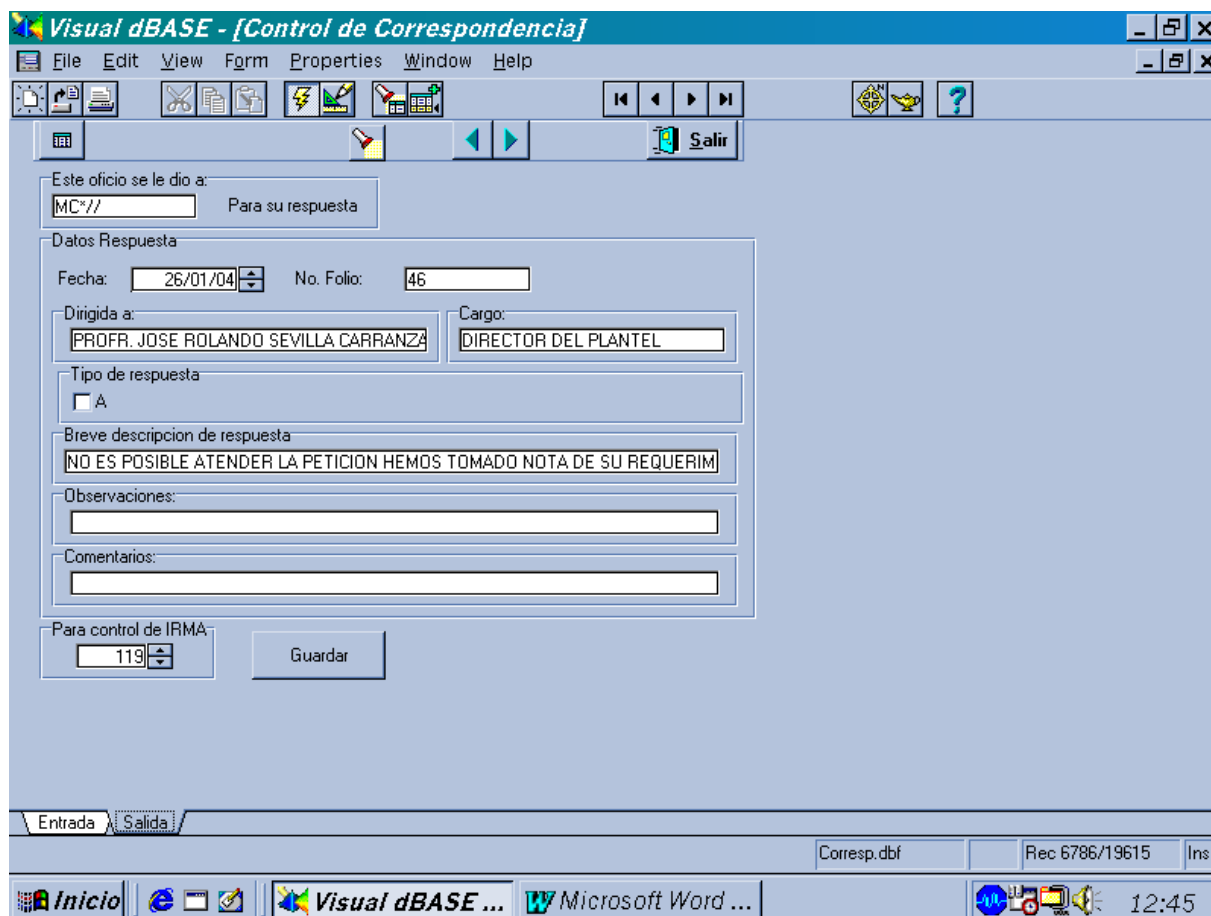 Visual dBASE - [Control de Correspondencia]
File Edit View Form Properties Window Help
Salir
Este oficio se le dio a:
MC*// Para su respuesta
Datos Respuesta
Fecha: 26/01/04 No. Folio: 46
Dirigida a: Cargo:
PROFR. JOSE ROLANDO SEVILLA CARRANZA DIRECTOR DEL PLANTEL
Tipo de respuesta
A
Breve descripcion de respuesta
NO ES POSIBLE ATENDER LA PETICION HEMOS TOMADO NOTA DE SU REQUERIM
Observaciones:
Comentarios:
Para control de IRMA
119 Guardar
Entrada Salida
Corresp.dbf Rec 6786/19615 Ins
Inicio Visual dBASE ... Microsoft Word ... 12:45